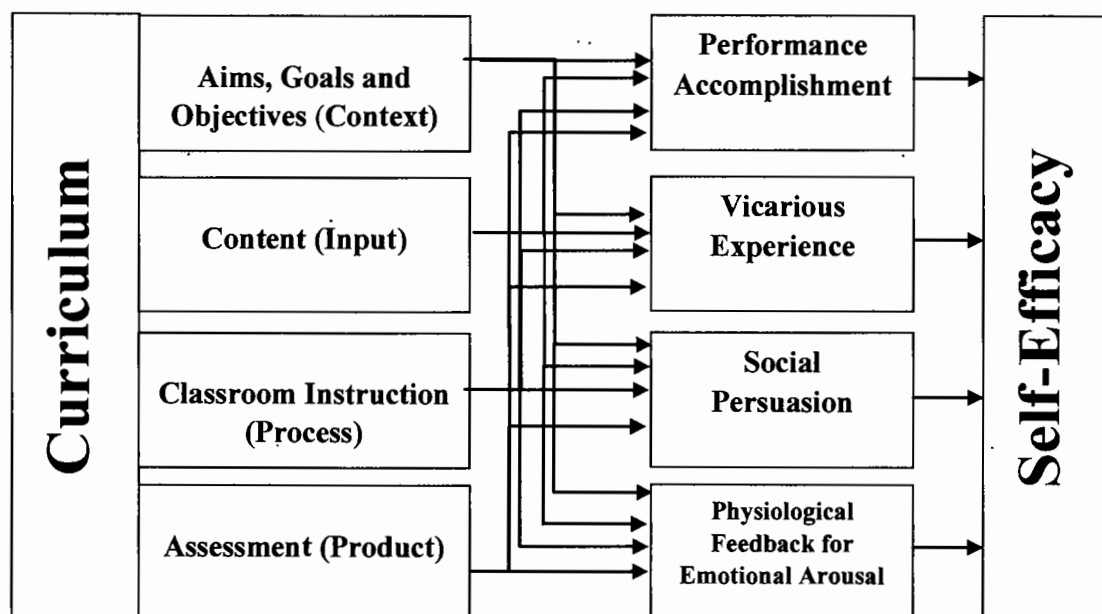 Curriculum
Aims, Goals and
Objectives (Context)
Content (Input)
Classroom Instruction
(Process)
Assessment (Product)
Performance
Accomplishment
Vicarious
Experience
Social
Persuasion
Physiological
Feedback for
Emotional Arousal
Self-Efficacy